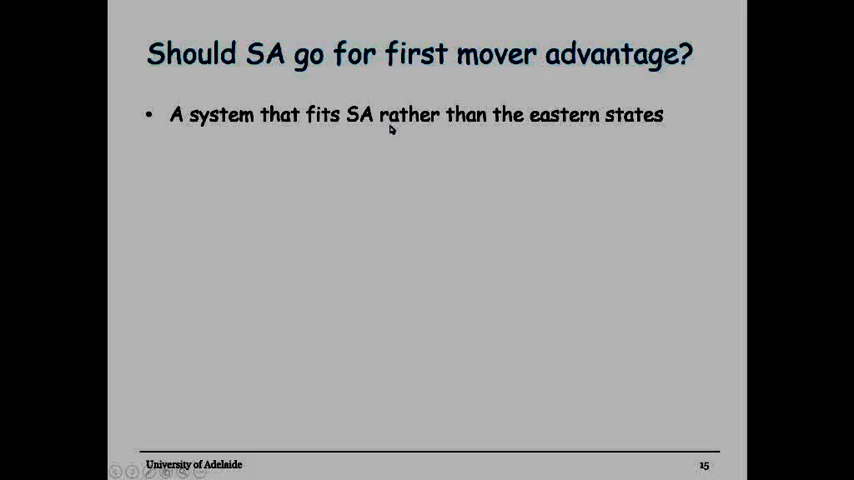 Should SA go for first mover advantage?
• A system that fits SA rather than the eastern states
University of Adelaide
15